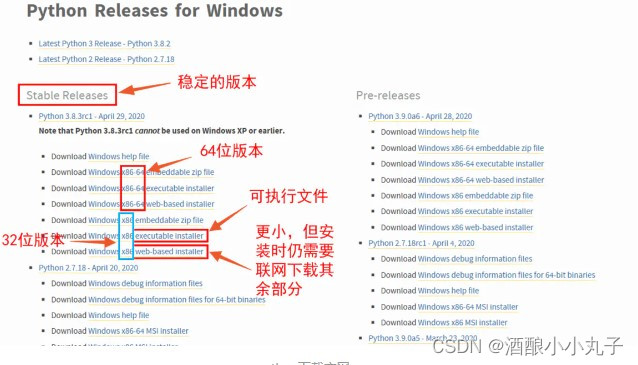 Python Releases for Windows
Latest Python 3 Release - Python 3.8.2
Latest Python 2 Release - Python 2.7.18
Stable Releases
稳定的版本
Python 3.8.3rc1 - April 29, 2020
Note that Python 3.8.3rc1 cannot be used on Windows XP or earlier.
Download Windows help file
64位版本
Download Windows x86-64 embeddable zip file
Download Windows x86-64 executable installer
Download Windows x86-64 web-based installer
可执行文件
Download Windows x86 embeddable zip file
Download Windows x86 executable installer
32位版本
Download Windows x86 web-based installer
更小，但安
装时仍需要
联网下载其
余部分
Python 2.7.18 - April 20, 2020
Download Windows debug information files
Download Windows debug information files for 64-bit binaries
Download Windows help file
Download Windows x86-64 MSI installer
Download Windows x86 MSI installer
Pre-releases
Python 3.9.0a6 - April 28, 2020
Download Windows help file
Download Windows x86-64 embeddable zip file
Download Windows x86-64 executable installer
Download Windows x86-64 web-based installer
Download Windows x86 embeddable zip file
Download Windows x86 executable installer
Download Windows x86 web-based installer
Python 2.7.18rc1 - April 4, 2020
Download Windows debug information files
Download Windows debug information files for 64-bit binaries
Download Windows help file
Download Windows x86-64 MSI installer
Download Windows x86 MSI installer
Python 3.9.0a5 - March 23, 2020
CSDN @酒酿小小丸子